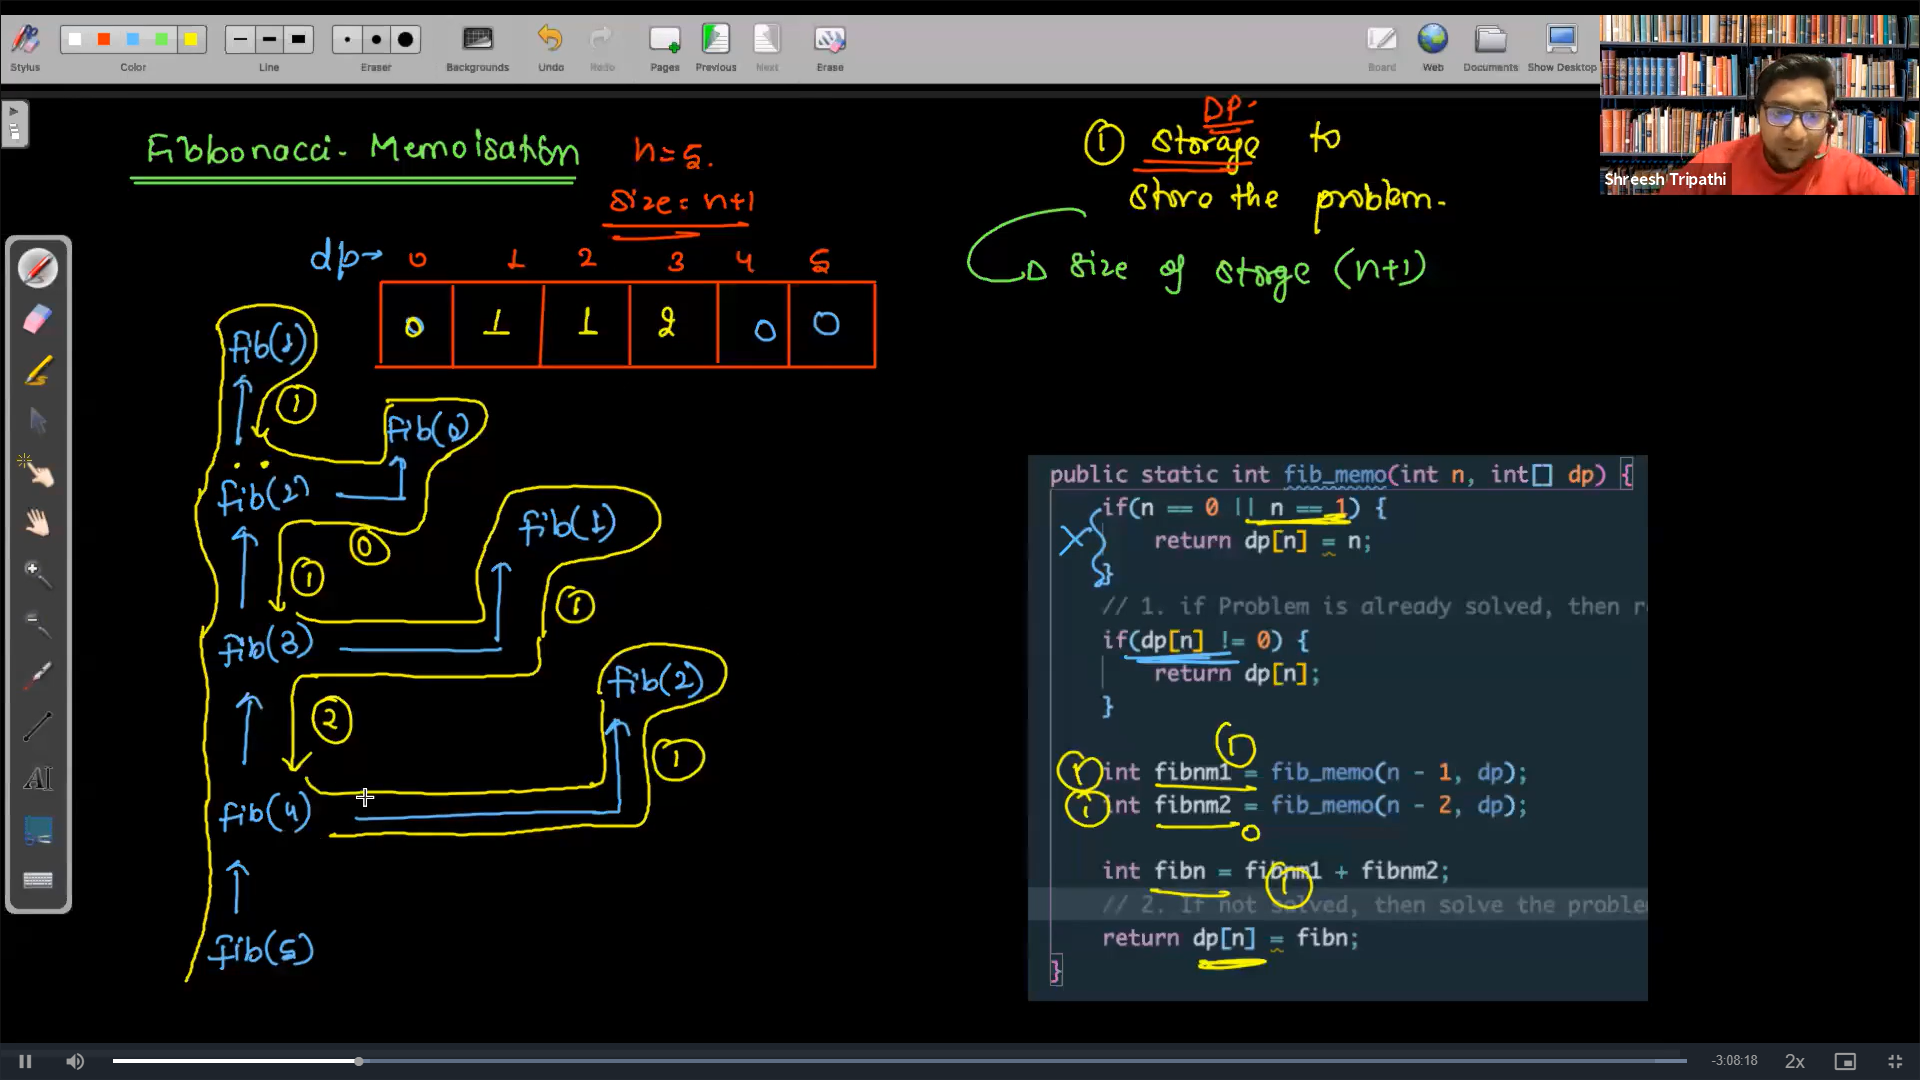 Stylus
Color
Line
Eraser
Backgrounds
Undo
Redo
Pages
Previous
Next
Erase
Board
Web
Documents
Show Desktop
Shreesh Tripathi
Fibbonacci - Memoisation
n=5.
size = n+1
dp→ 0 1 2 3 4 5
0 1 1 2 0 0
DP.
① storage to
store the problem.
size of storge (n+1)
fib(1)
1
fib(0)
fib(2)
0
1
fib(1)
1
fib(3)
2
fib(2)
1
fib(4)
fib(5)
public static int fib_memo(int n, int[] dp) {
if(n == 0 || n == 1) {
return dp[n] = n;
}
X
// 1. if Problem is already solved, then r
if(dp[n] != 0) {
return dp[n];
}
1
1 int fibnm1 = fib_memo(n - 1, dp);
1 int fibnm2 = fib_memo(n - 2, dp);
0
int fibn = fibnm1 + fibnm2;
1
// 2. If not solved, then solve the proble
return dp[n] = fibn;
}
AI
-3:08:18
2x